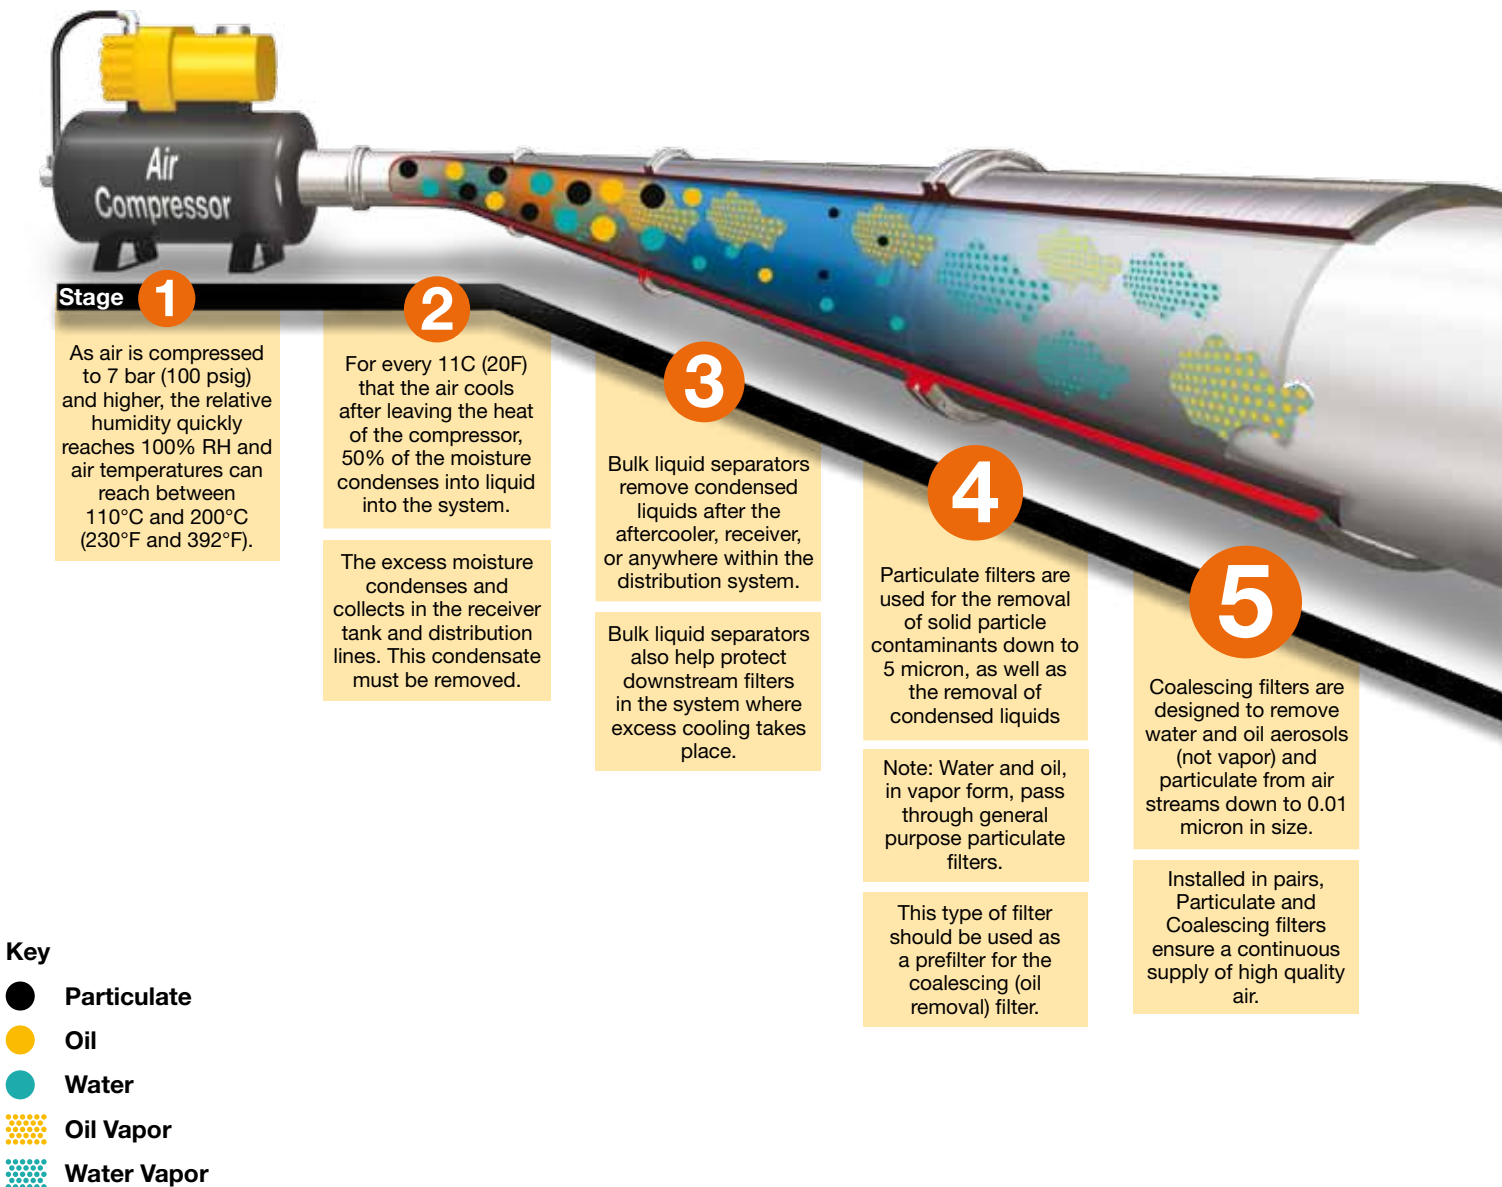 Air
Compressor
Stage
1
As air is compressed
to 7 bar (100 psig)
and higher, the relative
humidity quickly
reaches 100% RH and
air temperatures can
reach between
110°C and 200°C
(230°F and 392°F).
2
For every 11C (20F)
that the air cools
after leaving the heat
of the compressor,
50% of the moisture
condenses into liquid
into the system.
The excess moisture
condenses and
collects in the receiver
tank and distribution
lines. This condensate
must be removed.
3
Bulk liquid separators
remove condensed
liquids after the
aftercooler, receiver,
or anywhere within the
distribution system.
Bulk liquid separators
also help protect
downstream filters
in the system where
excess cooling takes
place.
4
Particulate filters are
used for the removal
of solid particle
contaminants down to
5 micron, as well as
the removal of
condensed liquids
Note: Water and oil,
in vapor form, pass
through general
purpose particulate
filters.
This type of filter
should be used as
a prefilter for the
coalescing (oil
removal) filter.
5
Coalescing filters are
designed to remove
water and oil aerosols
(not vapor) and
particulate from air
streams down to 0.01
micron in size.
Installed in pairs,
Particulate and
Coalescing filters
ensure a continuous
supply of high quality
air.
Key
Particulate
Oil
Water
Oil Vapor
Water Vapor